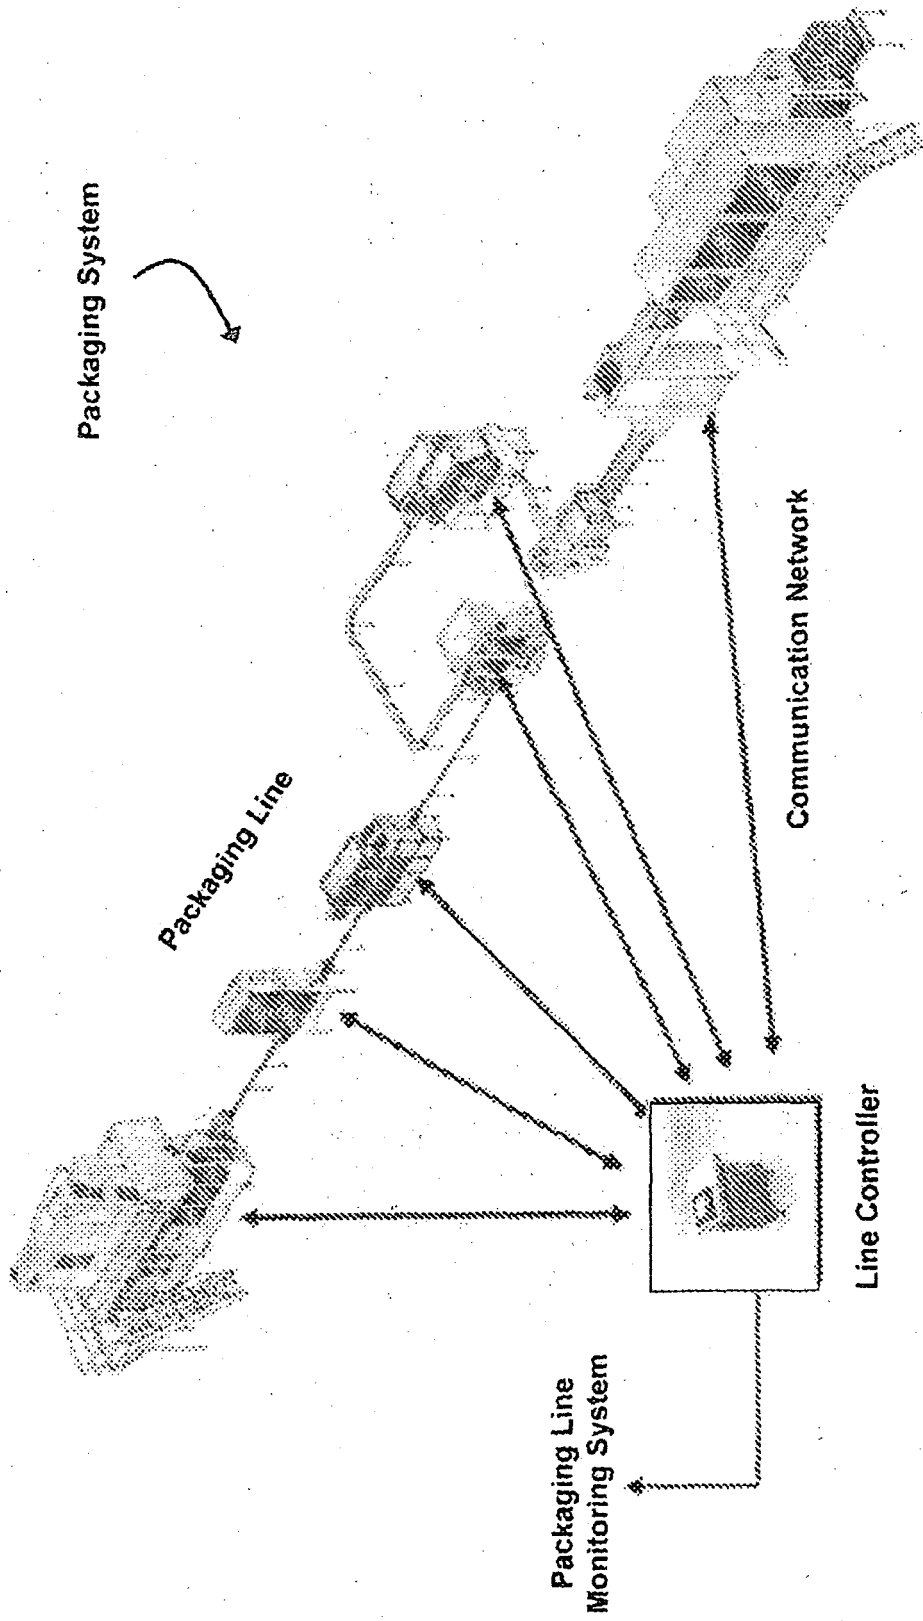 Packaging System
Packaging Line
Communication Network
Line Controller
Packaging Line
Monitoring System